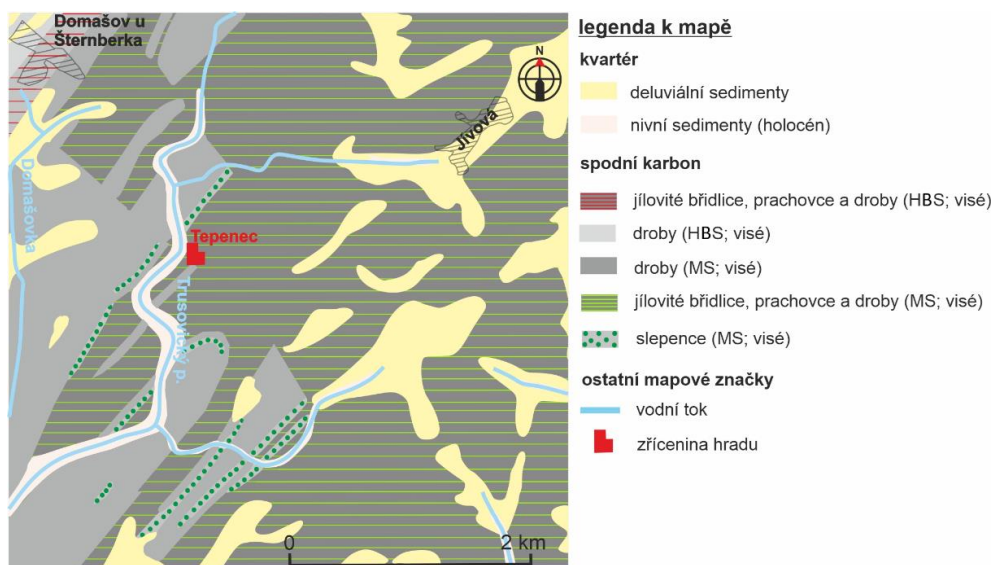 Domašov u
Šternberka
N
Jívová
Domašovka
Tepenec
Trusovický p.
0
2 km
legenda k mapě
kvartér
deluviální sedimenty
nivní sedimenty (holocén)
spodní karbon
jílovité břidlice, prachovce a droby (HBS; visé)
droby (HBS; visé)
droby (MS; visé)
jílovité břidlice, prachovce a droby (MS; visé)
slepence (MS; visé)
ostatní mapové značky
vodní tok
zřícenina hradu